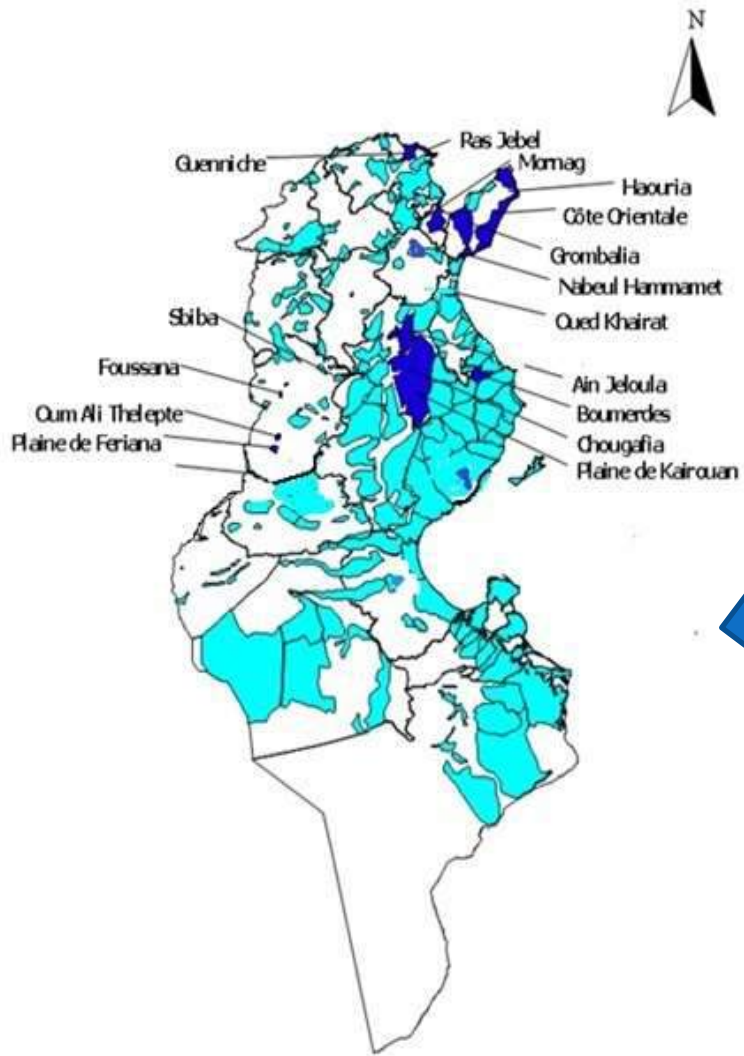 N
Ras Jebel
Guenniche
Mornag
Haouria
Côte Orientale
Grombalia
Nabeul Hammamet
Oued Khairat
Sbiba
Foussana
Oum Ali Thelepte
Plaine de Feriana
Ain Jeloula
Boumerdes
Chougafia
Plaine de Kairouan